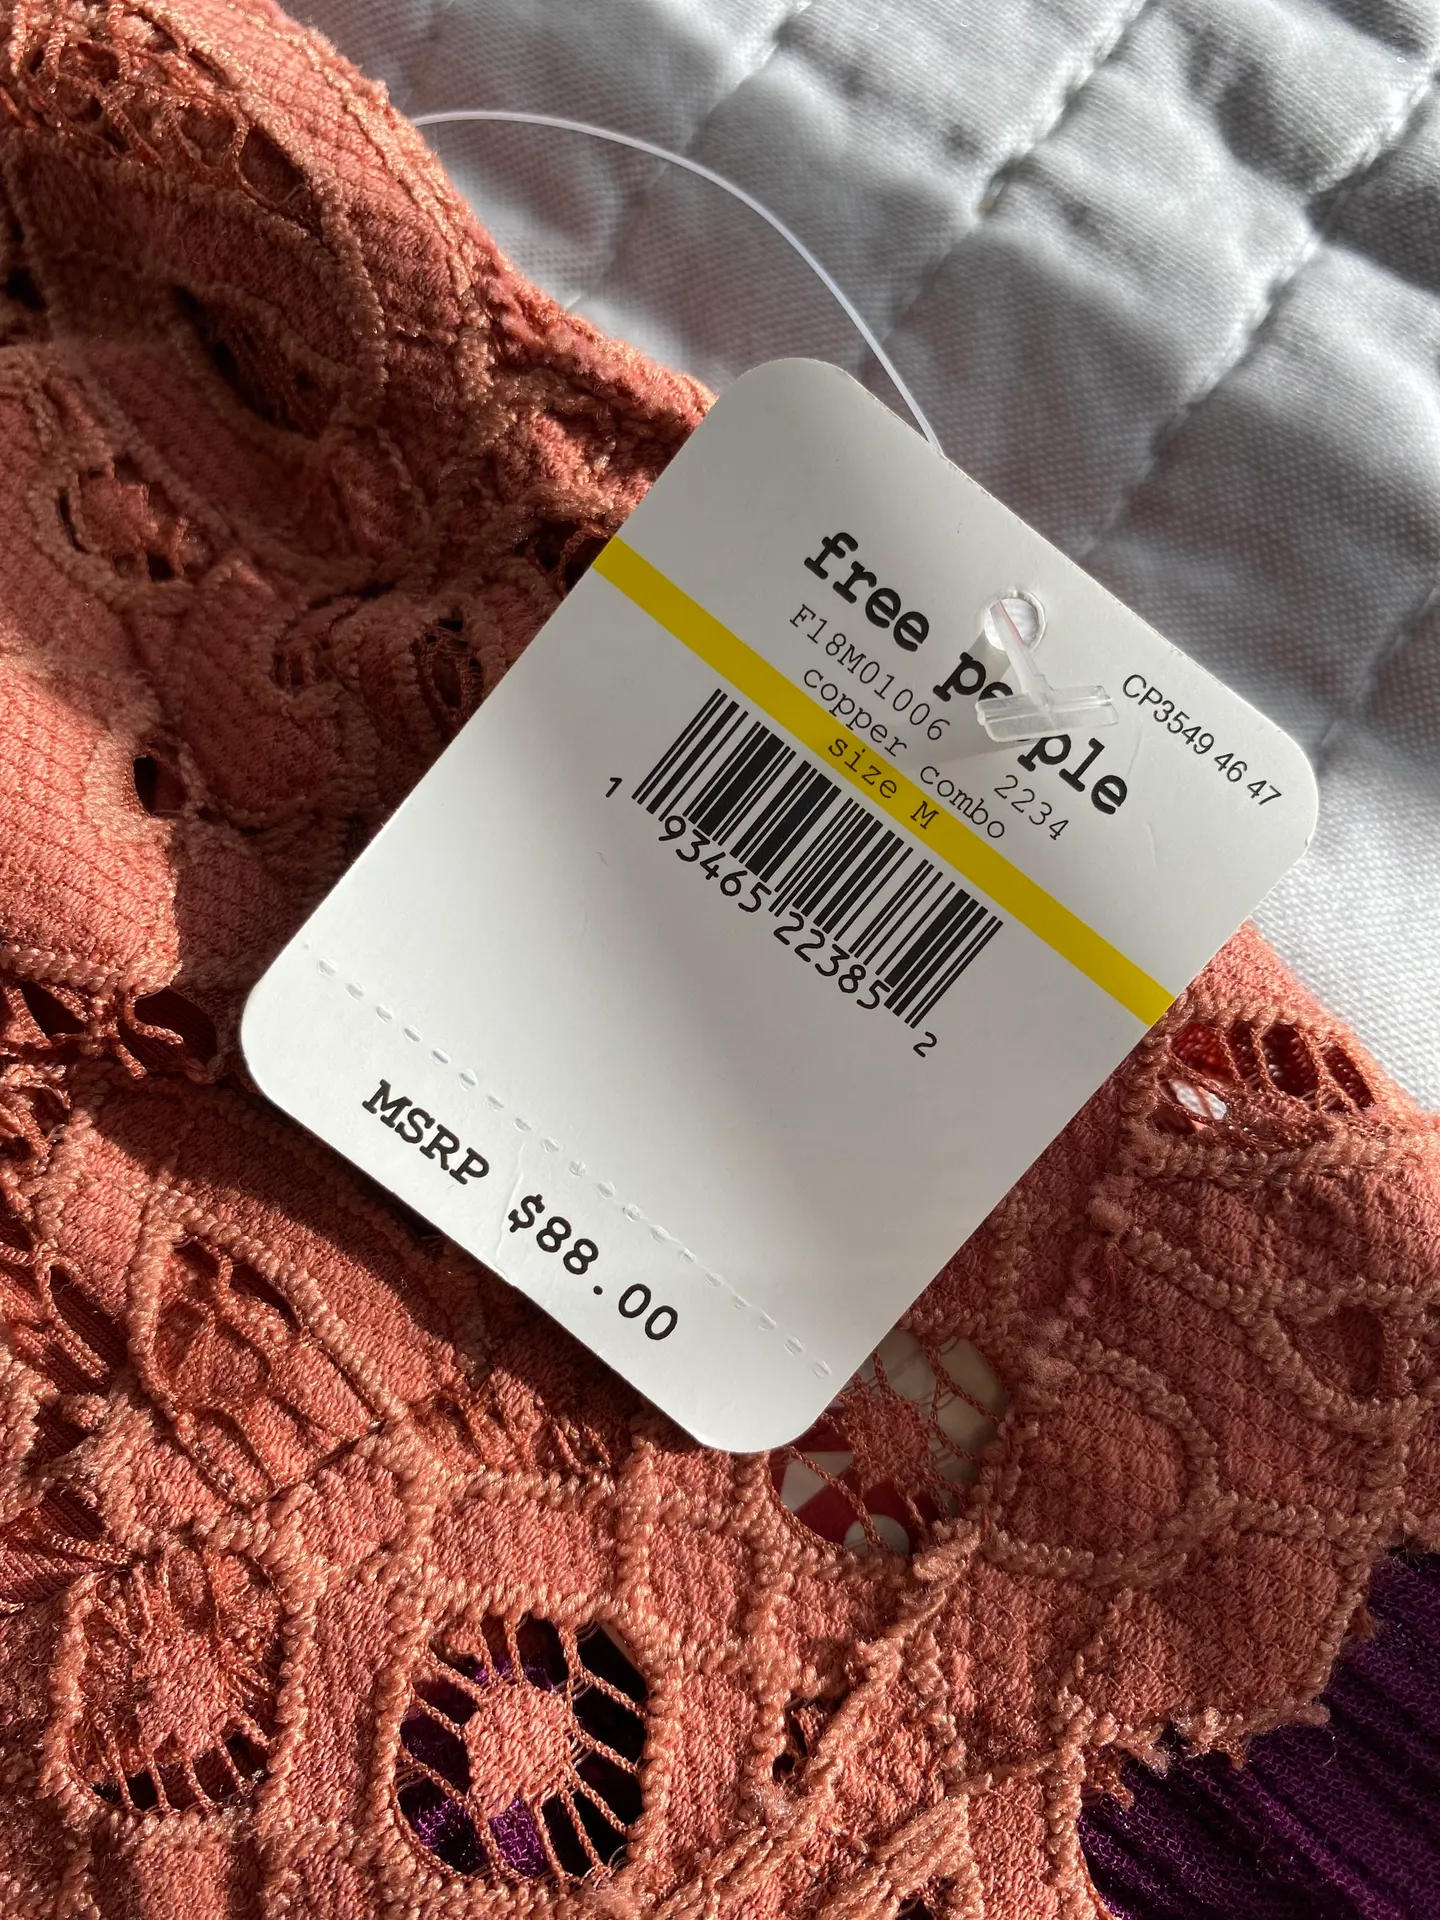 CP3549 46 47
free people
F18M01006 2234
copper combo
size M
1 93465 22385 2
MSRP $88.00